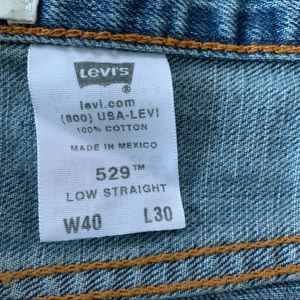 Levi's
®
levi.com
(800) USA-LEVI
100% COTTON
MADE IN MEXICO
529™
LOW STRAIGHT
W40 L30